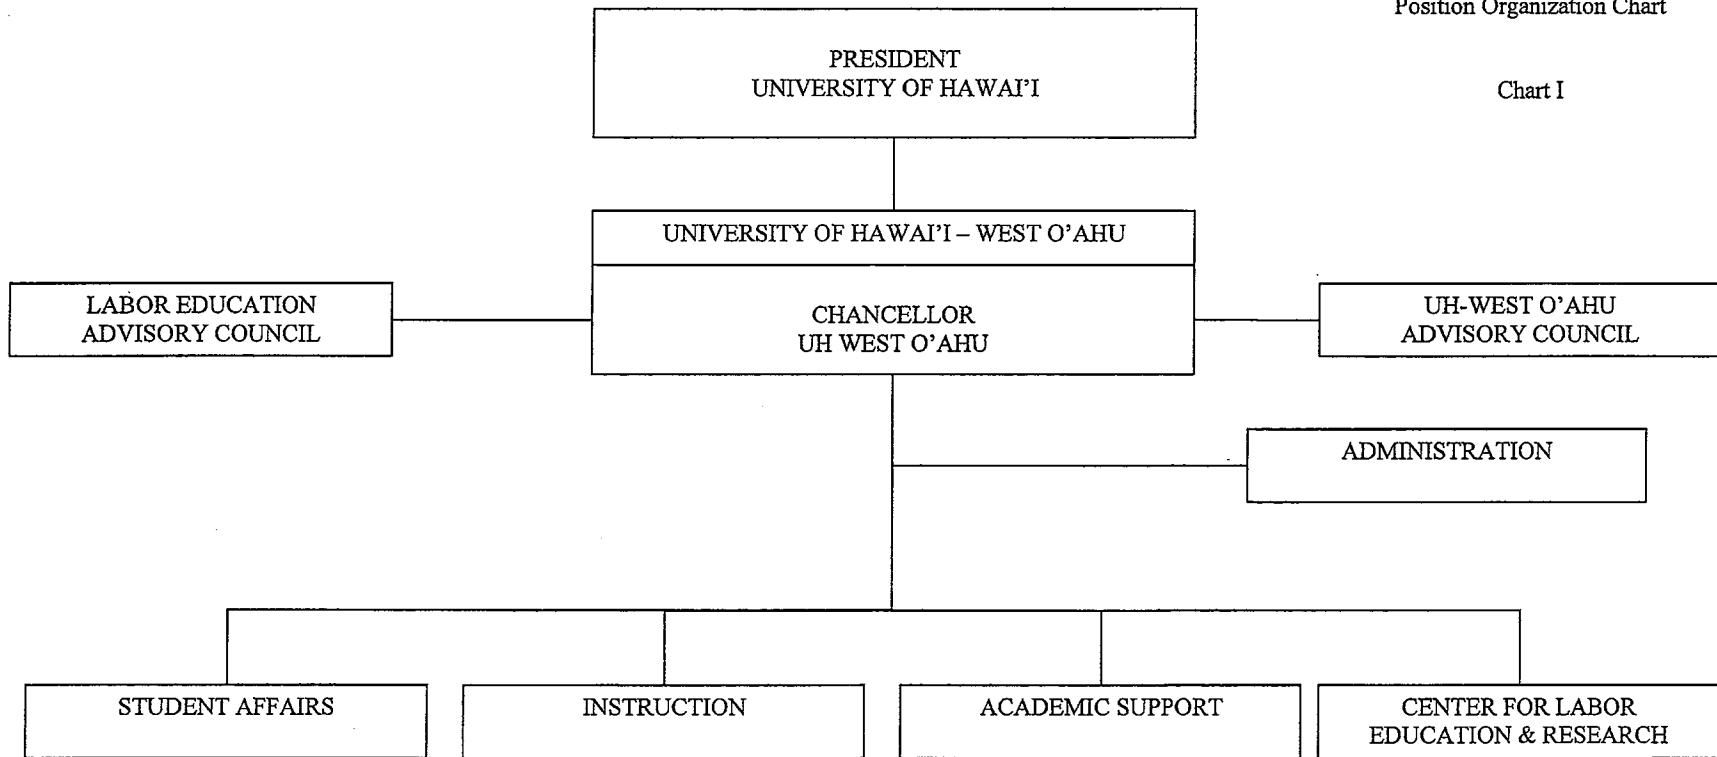 Position Organization Chart
Chart I
PRESIDENT
UNIVERSITY OF HAWAI'I
UNIVERSITY OF HAWAI'I – WEST O'AHU
LABOR EDUCATION
ADVISORY COUNCIL
CHANCELLOR
UH WEST O'AHU
UH-WEST O'AHU
ADVISORY COUNCIL
ADMINISTRATION
STUDENT AFFAIRS
INSTRUCTION
ACADEMIC SUPPORT
CENTER FOR LABOR
EDUCATION & RESEARCH